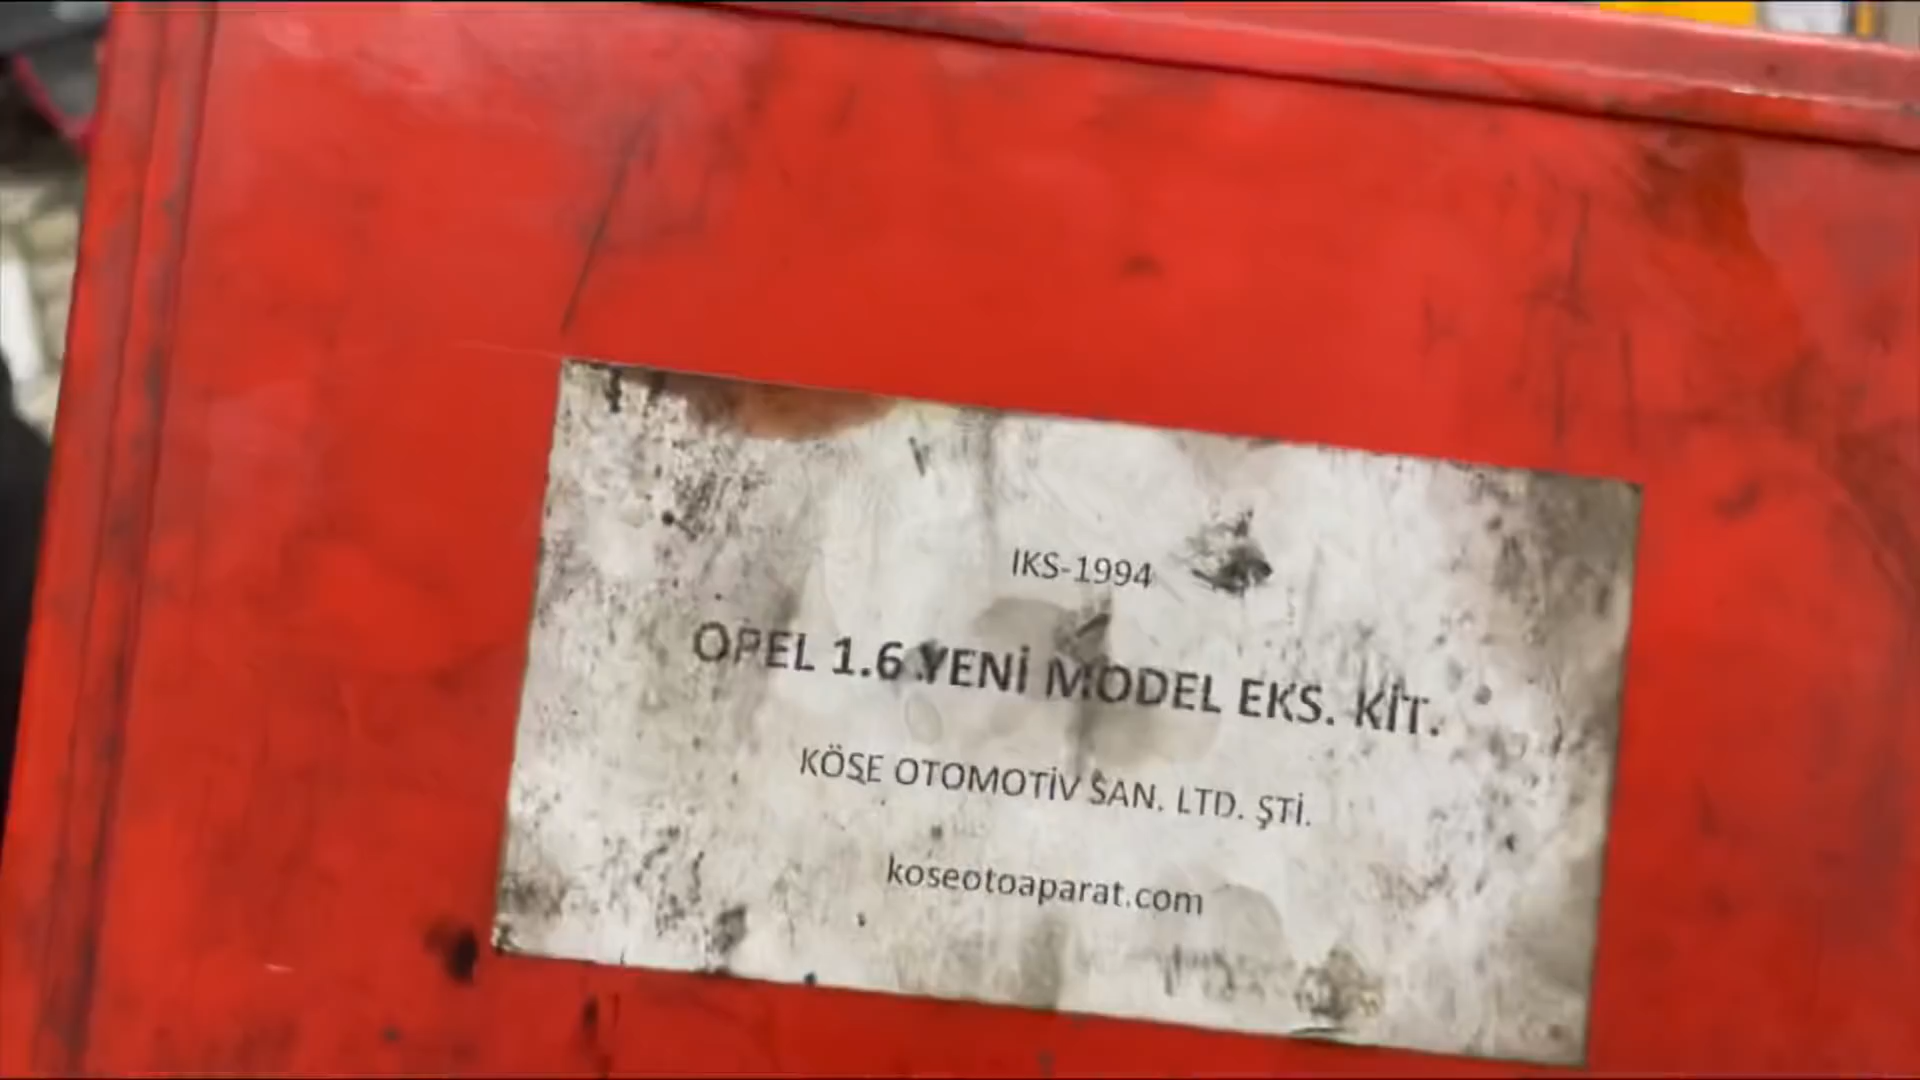 IKS-1994
OPEL 1.6 YENİ MODEL EKS. KİT.
KÖSE OTOMOTİV SAN. LTD. ŞTİ.
koseotoaparat.com